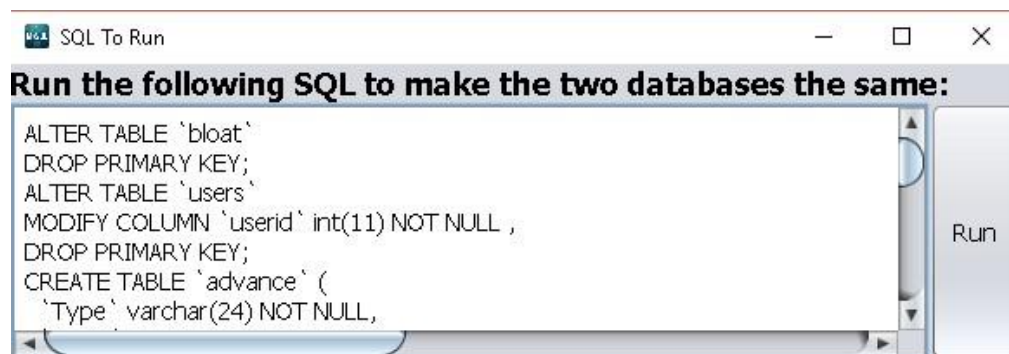 SQL To Run
Run the following SQL to make the two databases the same:
ALTER TABLE `bloat`
DROP PRIMARY KEY;
ALTER TABLE `users`
MODIFY COLUMN `userid` int(11) NOT NULL ,
DROP PRIMARY KEY;
CREATE TABLE `advance` (
`Type` varchar(24) NOT NULL,
Run